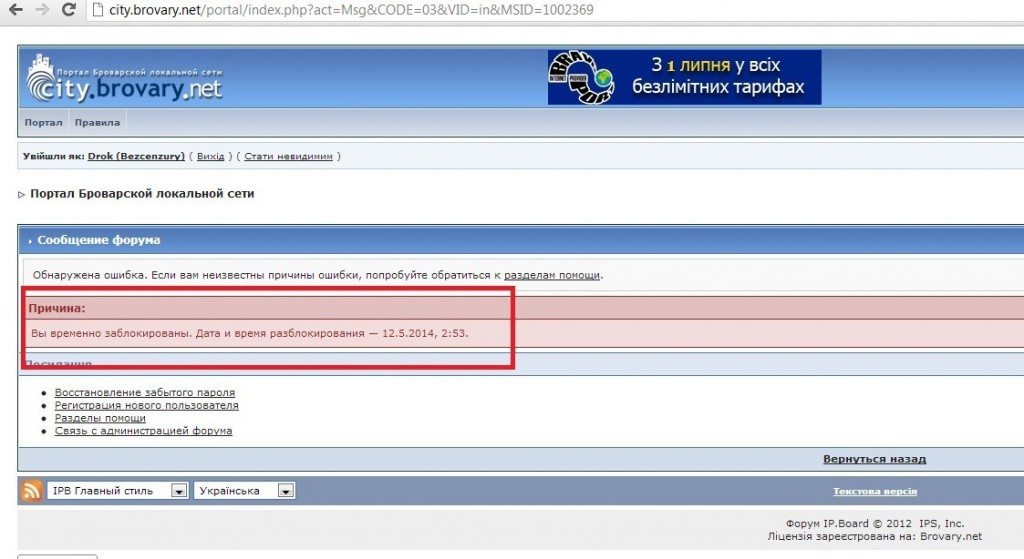 city.brovary.net/portal/index.php?act=Msg&CODE=03&VID=in&MSID=1002369
Портал Броварской локальной сети
city.brovary.net
BRAVAPUR
INTERNET PROVIDER
З 1 липня у всіх
безлімітних тарифах
Портал Правила
Увійшли як: Drok (Bezcenzury) ( Вихід ) ( Стати невидимим )
Портал Броварской локальной сети
Сообщение форума
Обнаружена ошибка. Если вам неизвестны причины ошибки, попробуйте обратиться к разделам помощи.
Причина:
Вы временно заблокированы. Дата и время разблокирования — 12.5.2014, 2:53.
Посилання
Восстановление забытого пароля
Регистрация нового пользователя
Разделы помощи
Связь с администрацией форума
Вернуться назад
IPB Главный стиль Українська Текстова версія
Форум IP.Board © 2012 IPS, Inc.
Ліцензія зареєстрована на: Brovary.net